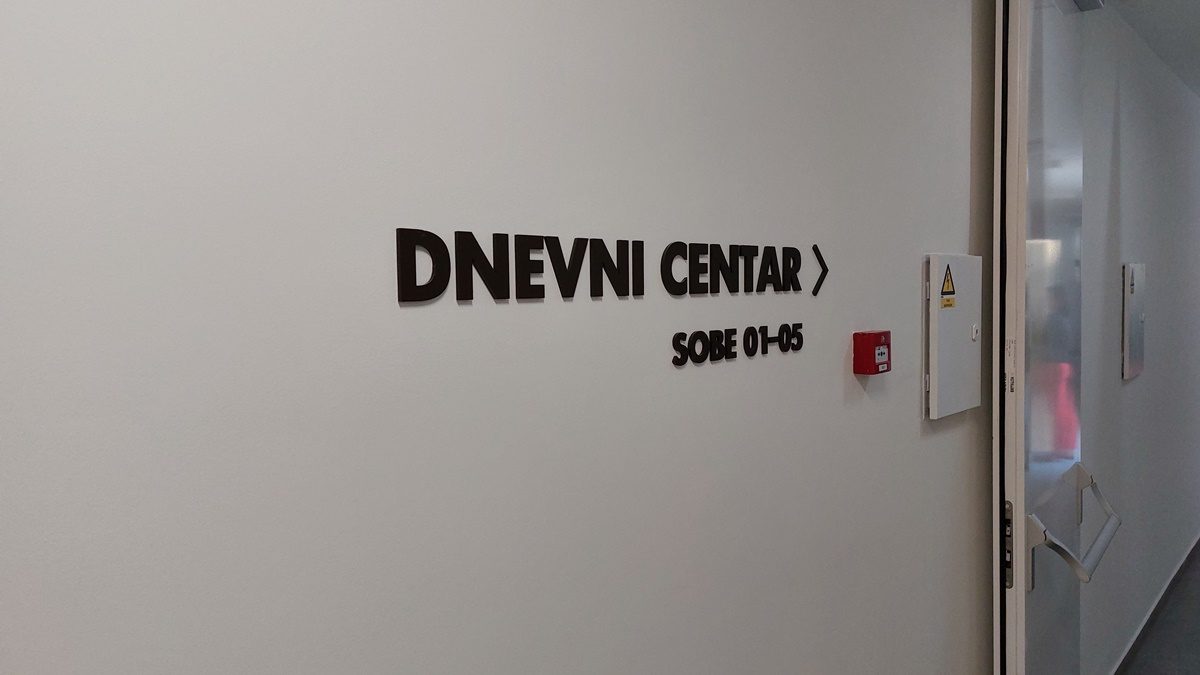 DNEVNI CENTAR >
SOBE 01–05